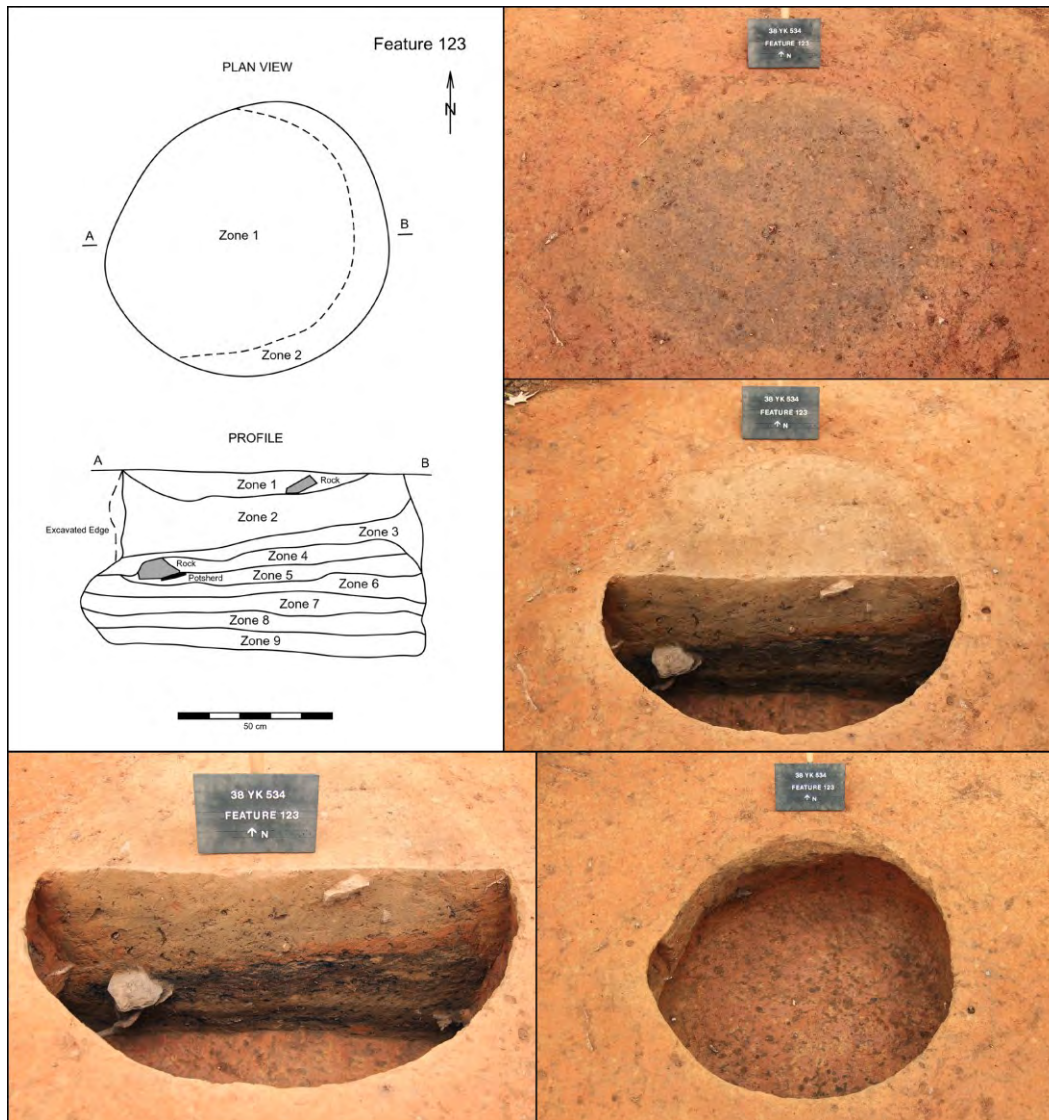 Feature 123
PLAN VIEW
N
A
B
Zone 1
Zone 2
PROFILE
A
B
Zone 1
Rock
Zone 2
Zone 3
Excavated Edge
Zone 4
Rock
Potsherd
Zone 5
Zone 6
Zone 7
Zone 8
Zone 9
50 cm
38 YK 534
FEATURE 123
↑ N
38 YK 534
FEATURE 123
↑ N
38 YK 534
FEATURE 123
↑ N
38 YK 534
FEATURE 123
↑ N